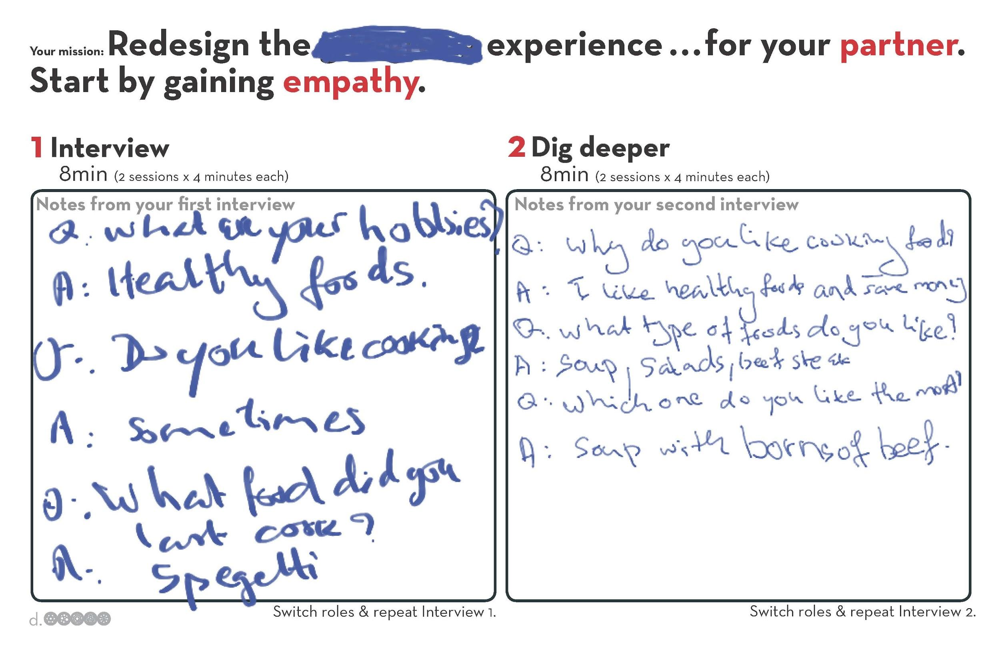 Your mission: Redesign the experience...for your partner.
Start by gaining empathy.
1 Interview
8min (2 sessions x 4 minutes each)
Notes from your first interview
Q: what are your hobbies?
A: Healthy foods.
Q: Do you like cooking
A: Sometimes
Q: What food did you
last cook?
A: Spegetti
Switch roles & repeat Interview 1.
d.
2 Dig deeper
8min (2 sessions x 4 minutes each)
Notes from your second interview
Q: why do you like cooking food?
A: I like healthy foods and save money
Q: what type of foods do you like?
A: Soup, Salads, beef steak
Q: which one do you like the most?
A: Soup with borns of beef.
Switch roles & repeat Interview 2.